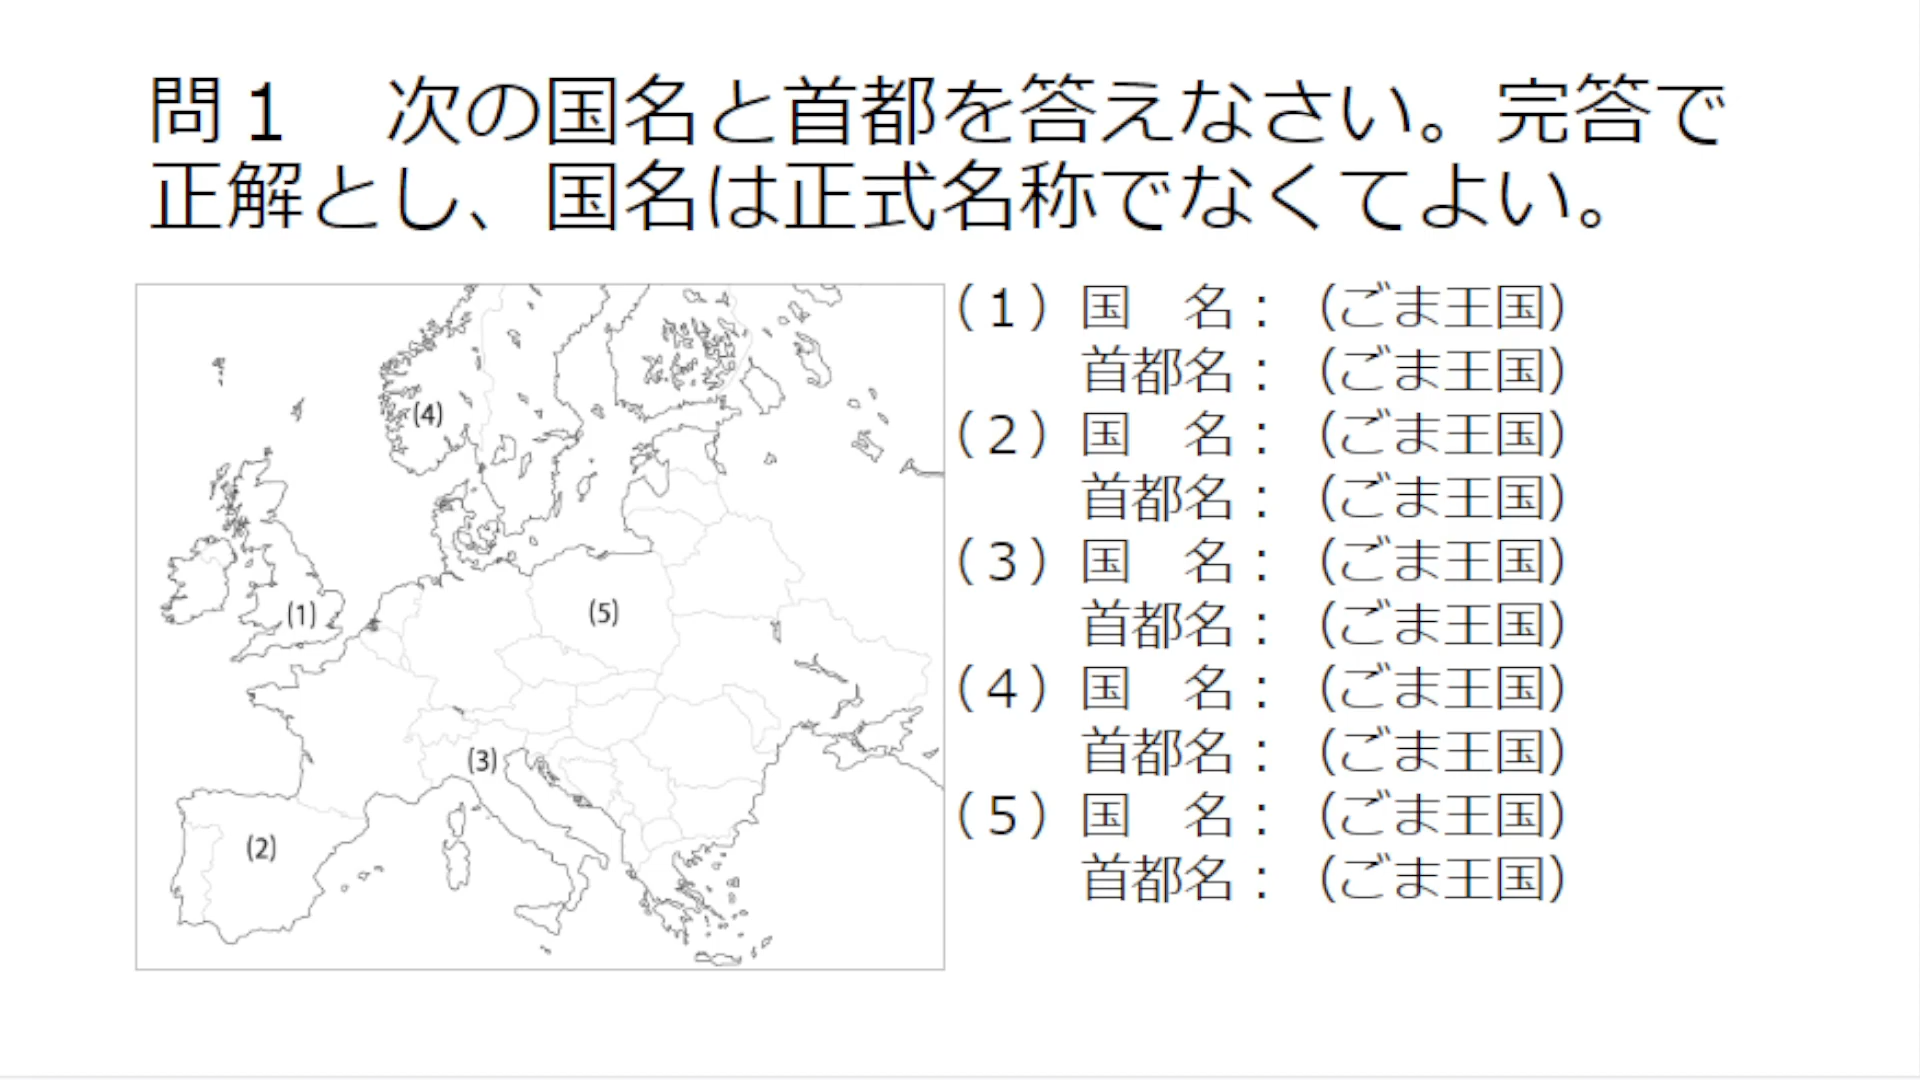 問１　次の国名と首都を答えなさい。完答で
正解とし、国名は正式名称でなくてよい。
（１）国　名：（ごま王国）
首都名：（ごま王国）
（２）国　名：（ごま王国）
首都名：（ごま王国）
（３）国　名：（ごま王国）
首都名：（ごま王国）
（４）国　名：（ごま王国）
首都名：（ごま王国）
（５）国　名：（ごま王国）
首都名：（ごま王国）
(4)
(1)
(5)
(3)
(2)